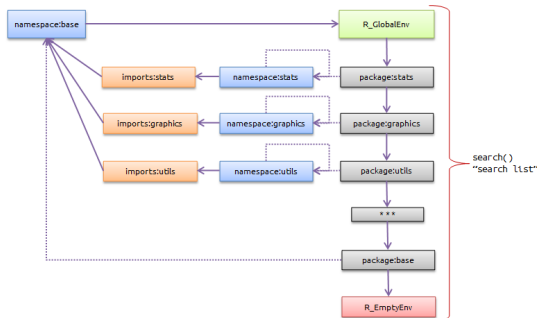 namespace:base
R_GlobalEnv
imports:stats
namespace:stats
package:stats
imports:graphics
namespace:graphics
package:graphics
search()
"search list"
imports:utils
namespace:utils
package:utils
***
package:base
R_EmptyEnv